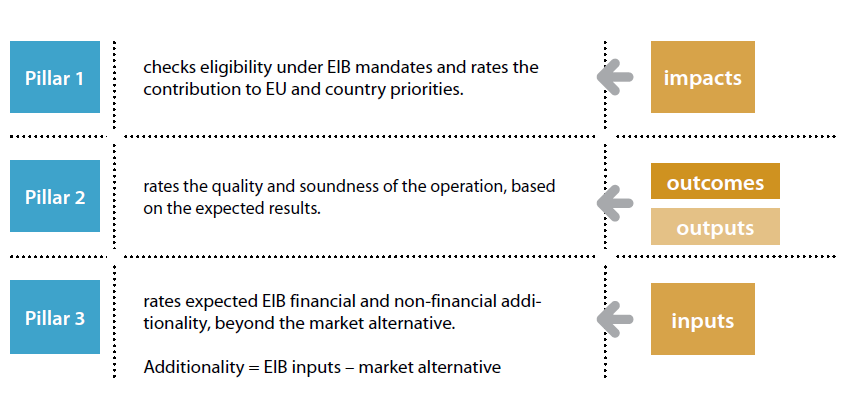 Pillar 1
checks eligibility under EIB mandates and rates the
contribution to EU and country priorities.
impacts
Pillar 2
rates the quality and soundness of the operation, based
on the expected results.
outcomes
outputs
Pillar 3
rates expected EIB financial and non-financial addi-
tionality, beyond the market alternative.
Additionality = EIB inputs – market alternative
inputs